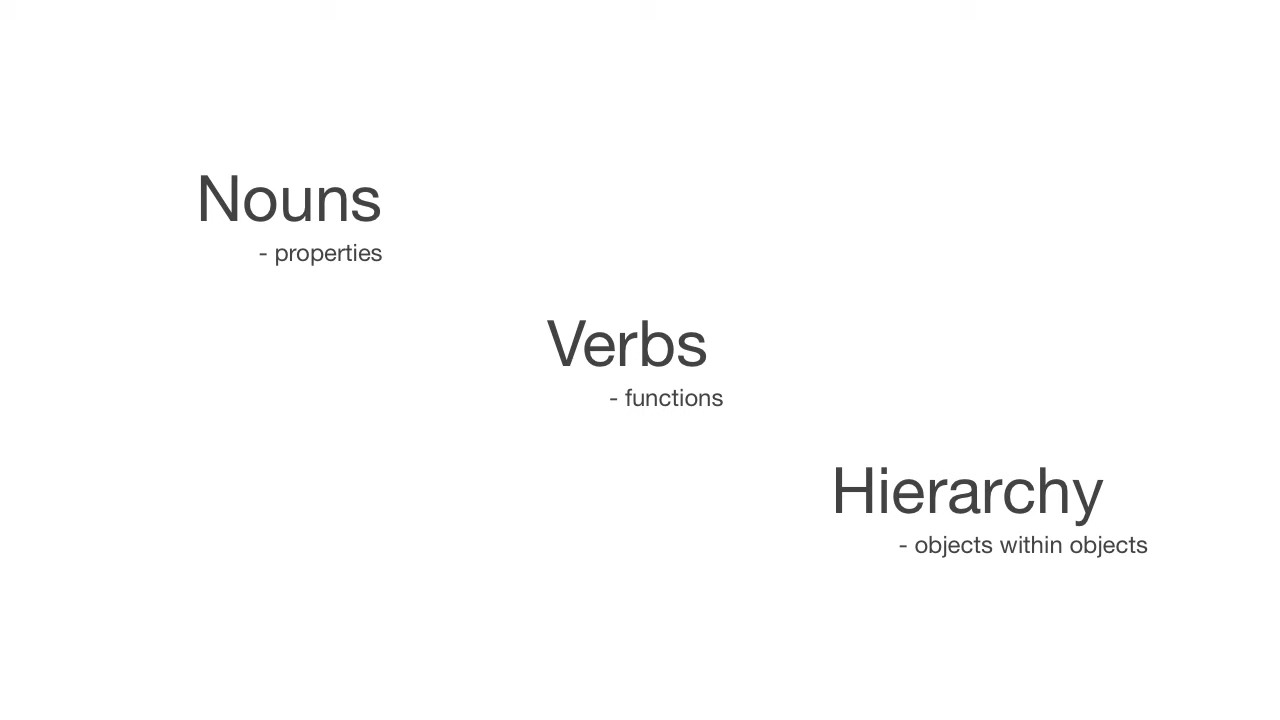 Nouns
- properties
Verbs
- functions
Hierarchy
- objects within objects